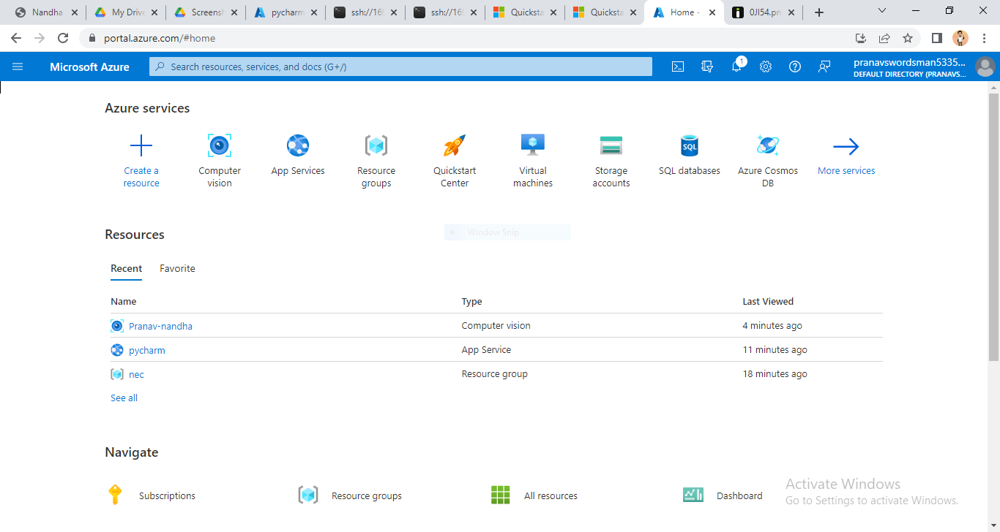 Nandha
My Drive
Screensh
pycharm
ssh://169
ssh://169
Quicksta
Quicksta
Home -
0JI54.pn
portal.azure.com/#home
Microsoft Azure
Search resources, services, and docs (G+/)
1
pranavswordsman5335...
DEFAULT DIRECTORY (PRANAVS...
Azure services
Create a resource
Computer vision
App Services
Resource groups
Quickstart Center
Virtual machines
Storage accounts
SQL
SQL databases
Azure Cosmos DB
More services
Resources
Window Snip
Recent Favorite
Name Type Last Viewed
Pranav-nandha Computer vision 4 minutes ago
pycharm App Service 11 minutes ago
nec Resource group 18 minutes ago
See all
Navigate
Subscriptions Resource groups All resources Dashboard
Activate Windows
Go to Settings to activate Windows.